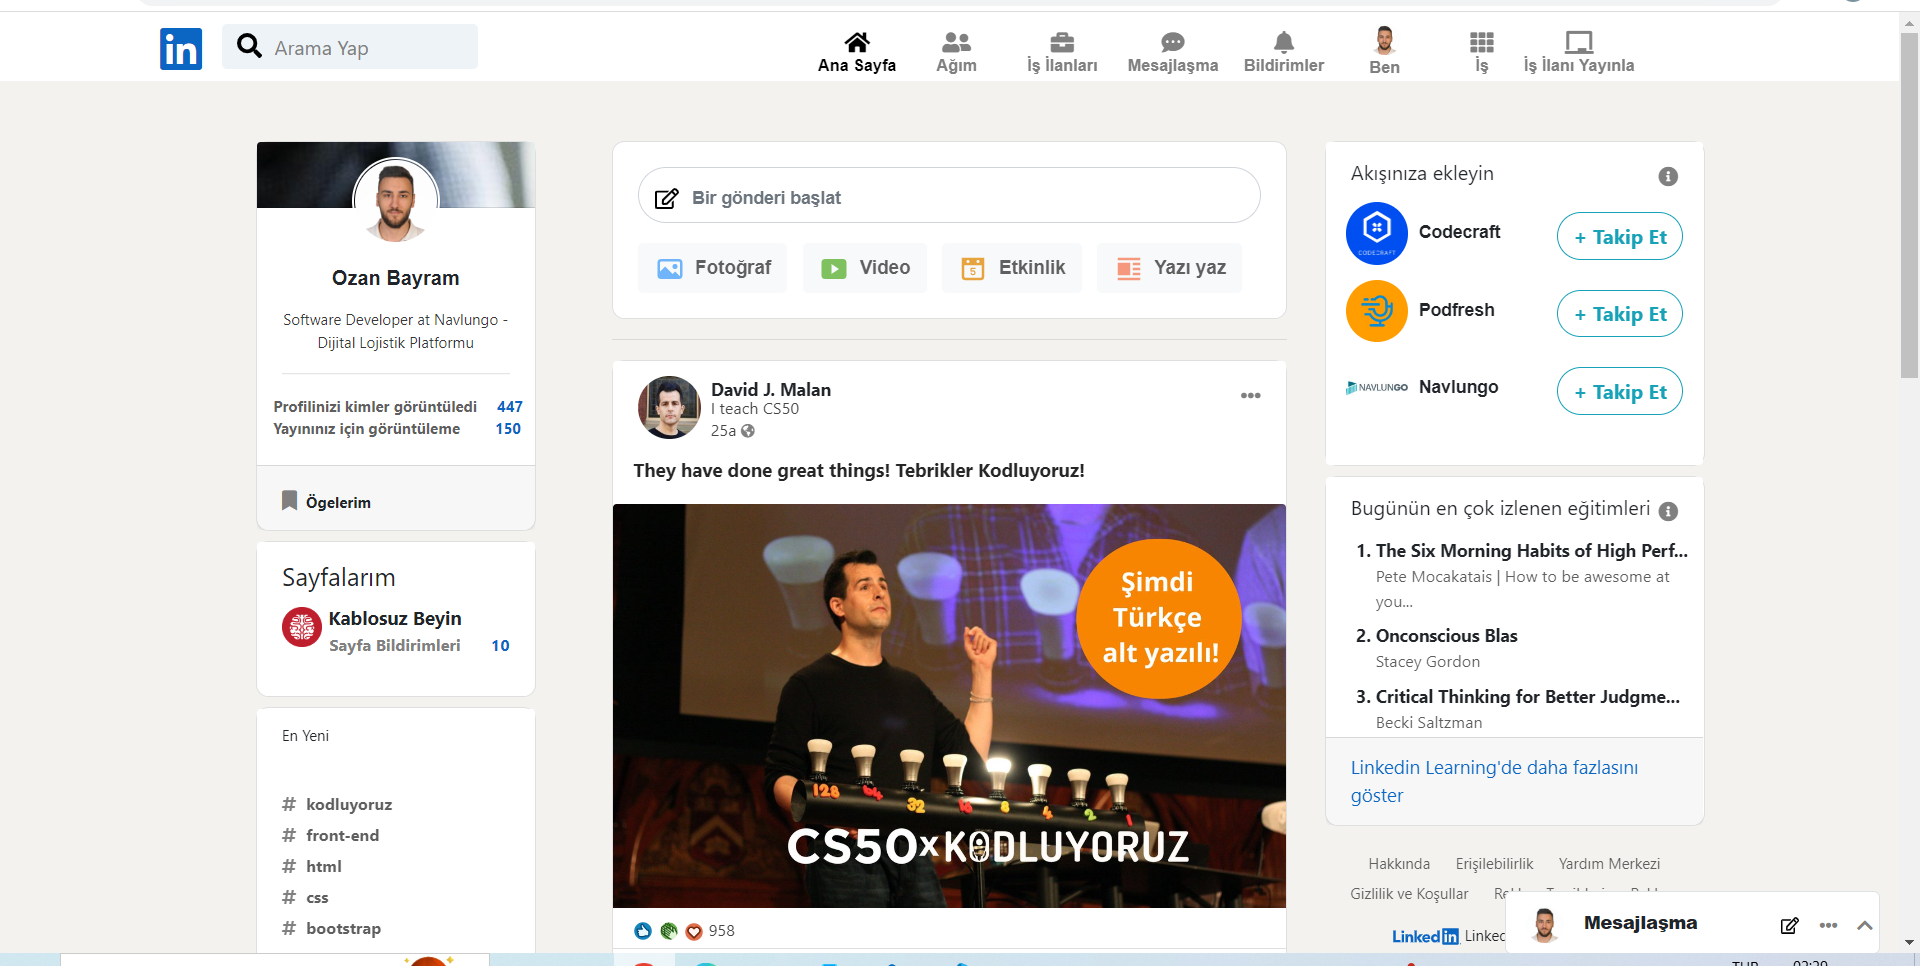 in
Arama Yap
Ana Sayfa
Ağım
İş İlanları
Mesajlaşma
Bildirimler
Ben
İş
İş İlanı Yayınla
Ozan Bayram
Software Developer at Navlungo -
Dijital Lojistik Platformu
Profilinizi kimler görüntüledi 447
Yayınınız için görüntüleme 150
Ögelerim
Sayfalarım
Kablosuz Beyin
Sayfa Bildirimleri 10
En Yeni
# kodluyoruz
# front-end
# html
# css
# bootstrap
Bir gönderi başlat
Fotoğraf
Video
5
Etkinlik
Yazı yaz
David J. Malan
I teach CS50
25a
They have done great things! Tebrikler Kodluyoruz!
Şimdi
Türkçe
alt yazılı!
128 64 32 16 8 4 2 1
CS50xKODLUYORUZ
958
Akışınıza ekleyin
CODECRAFT
Codecraft
+ Takip Et
Podfresh
+ Takip Et
NAVLUNGO
Navlungo
+ Takip Et
Bugünün en çok izlenen eğitimleri
1. The Six Morning Habits of High Perf...
Pete Mocakatais | How to be awesome at
you...
2. Onconscious Blas
Stacey Gordon
3. Critical Thinking for Better Judgme...
Becki Saltzman
Linkedin Learning'de daha fazlasını
göster
Hakkında Erişilebilirlik Yardım Merkezi
Gizlilik ve Koşullar
Linkedin
Mesajlaşma